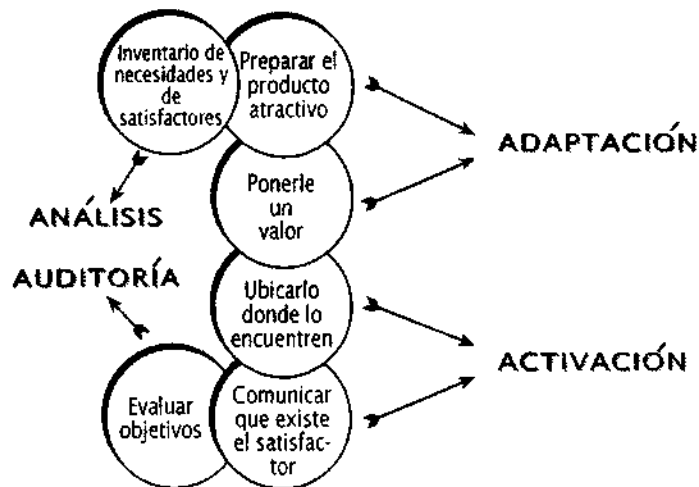 Inventario de
necesidades y
de
satisfactores
Preparar el
producto
atractivo
ADAPTACIÓN
Ponerle
un
valor
ANÁLISIS
AUDITORÍA
Ubicarlo
donde lo
encuentren
ACTIVACIÓN
Evaluar
objetivos
Comunicar
que existe
el satisfac-
tor